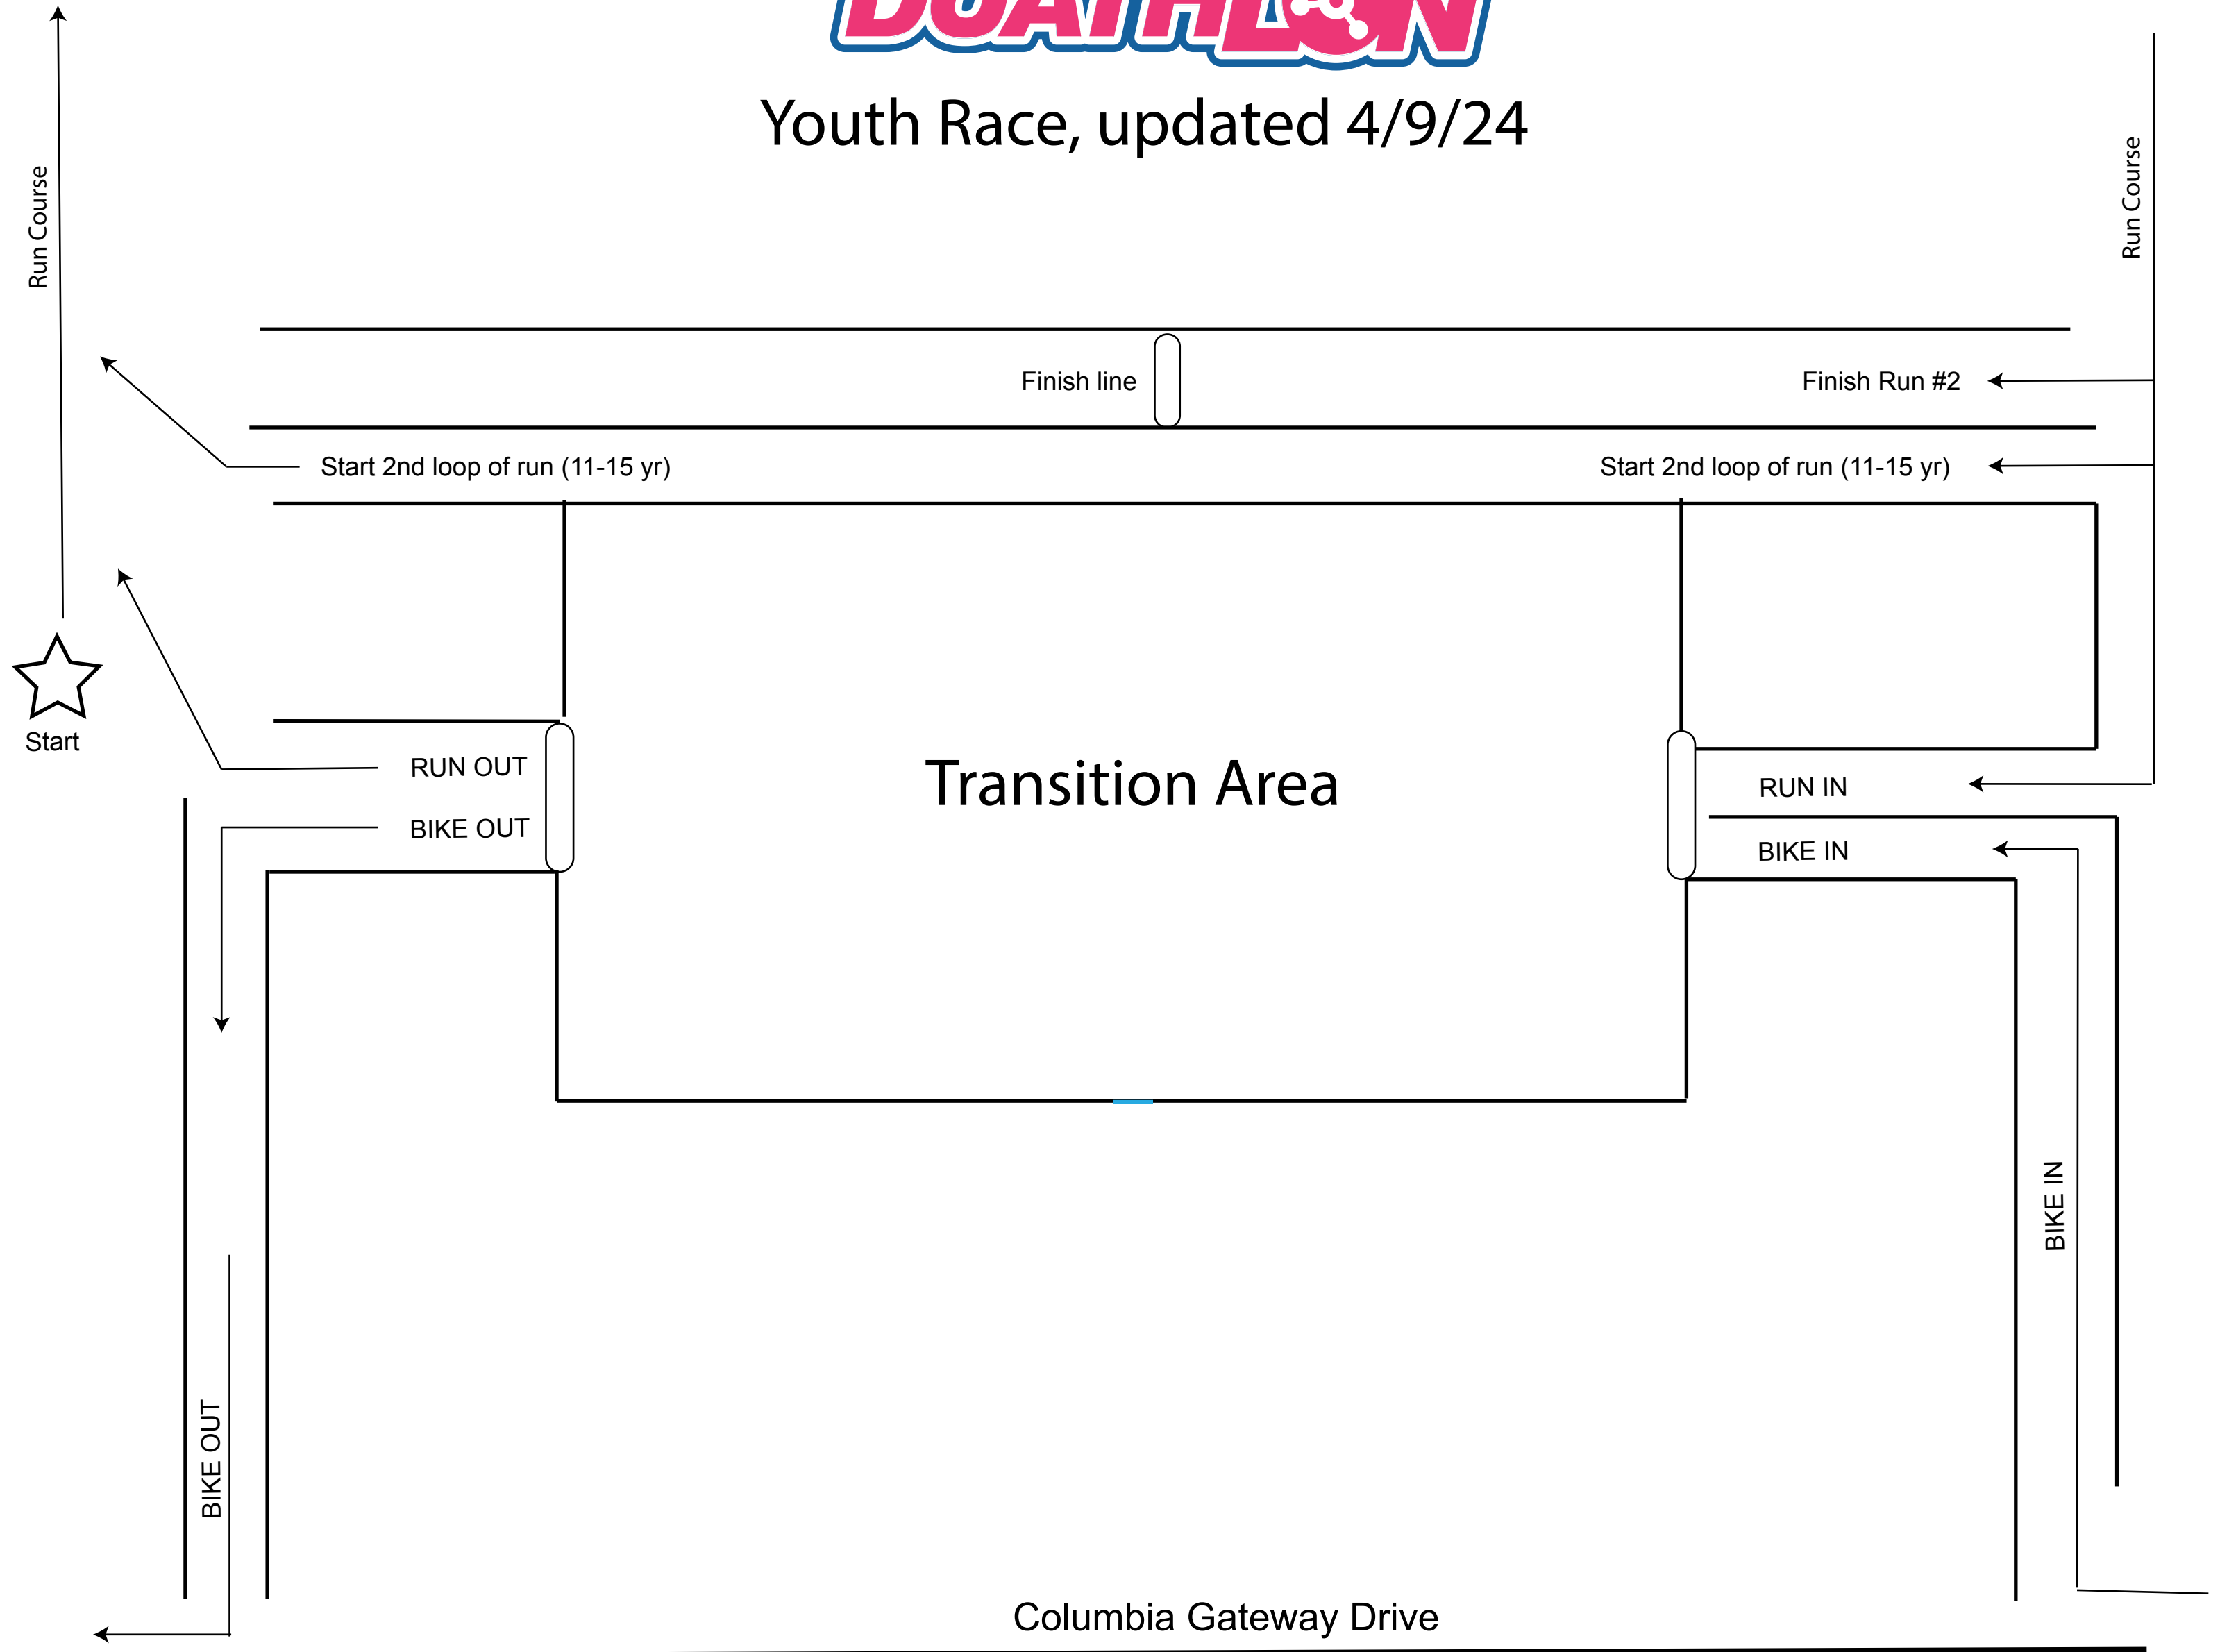 DUATHLON
Youth Race, updated 4/9/24
Run Course
Run Course
Finish line
Finish Run #2
Start 2nd loop of run (11-15 yr)
Start 2nd loop of run (11-15 yr)
Start
RUN OUT
BIKE OUT
Transition Area
RUN IN
BIKE IN
BIKE IN
BIKE OUT
Columbia Gateway Drive